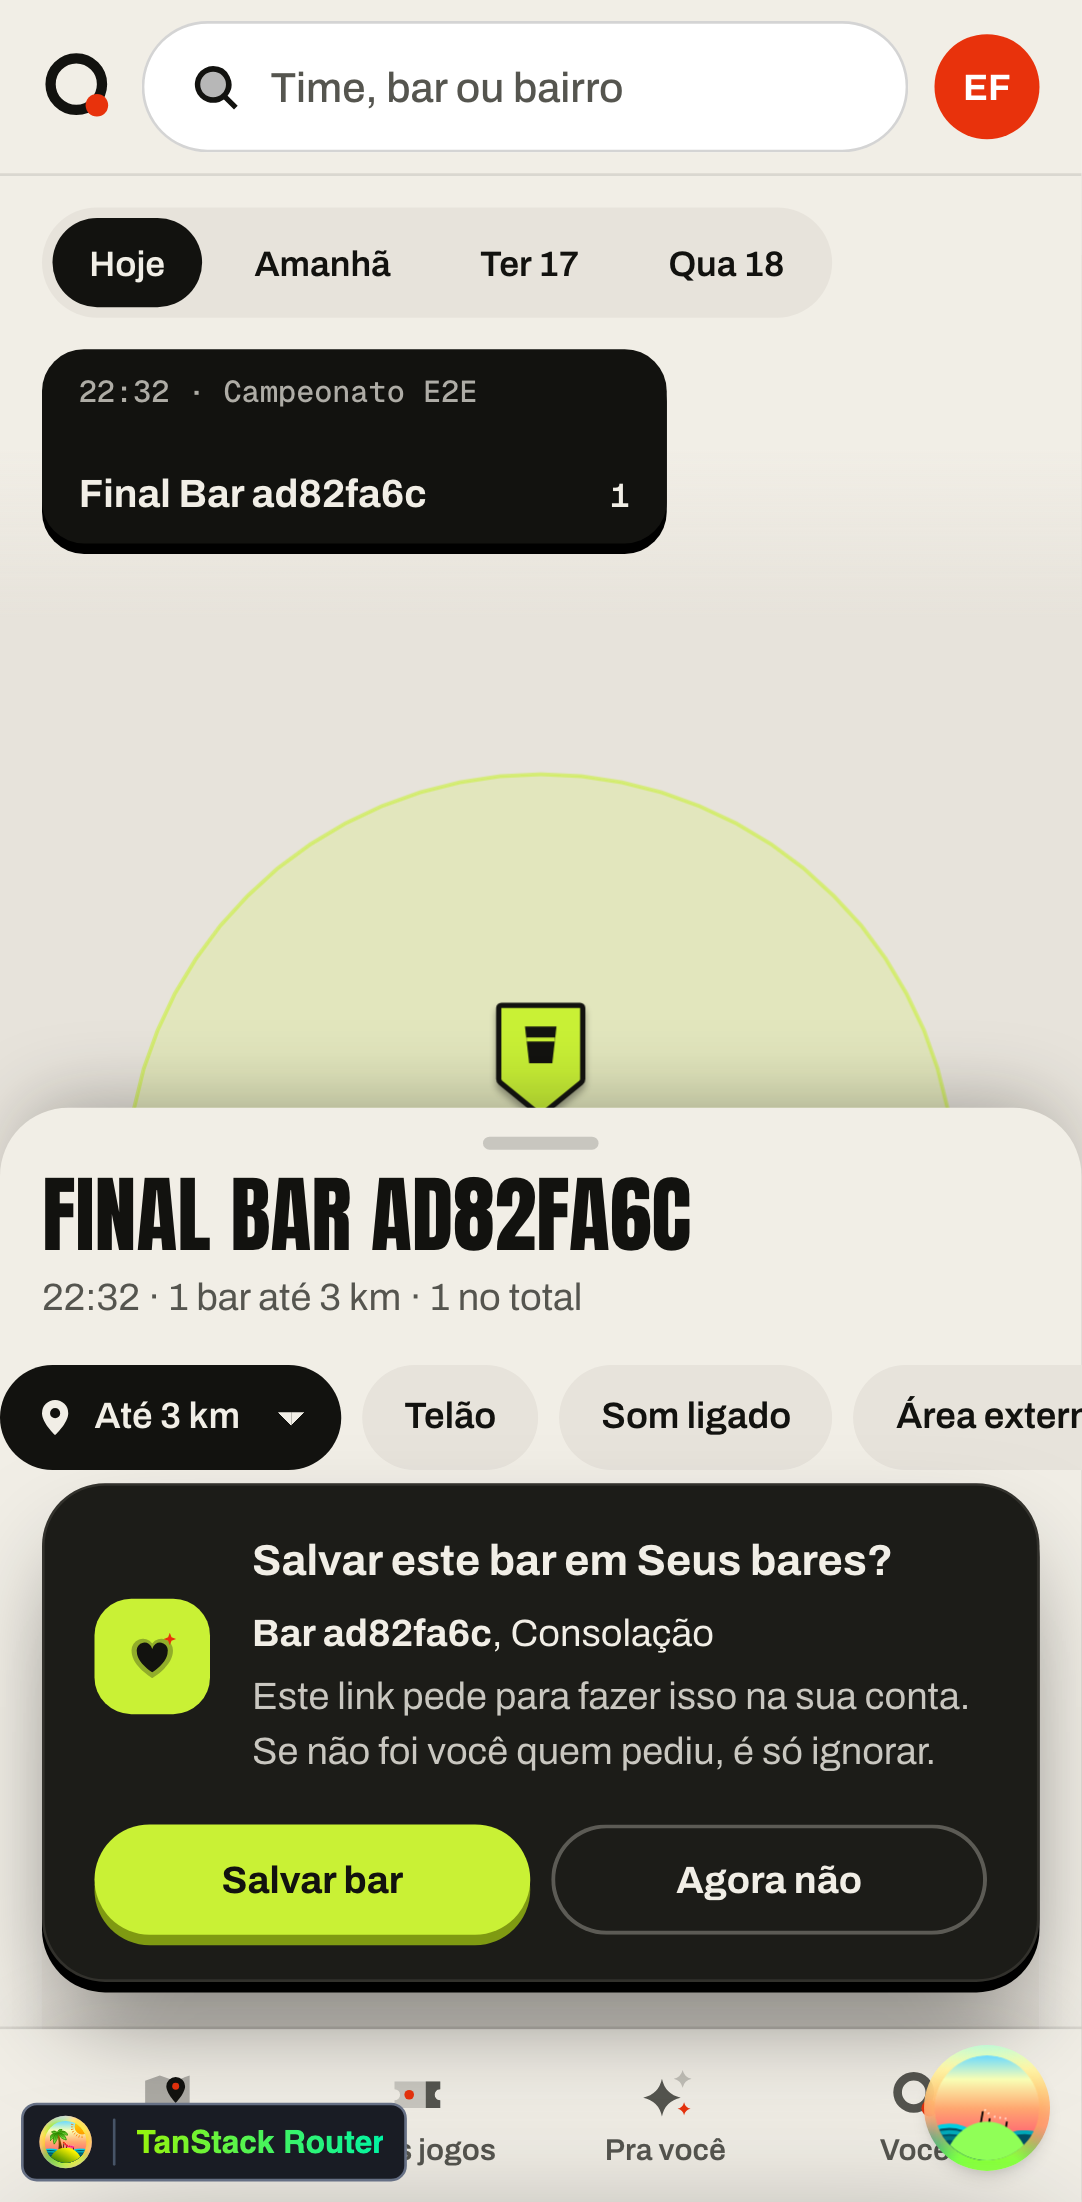 Time, bar ou bairro
EF
Hoje
Amanhã
Ter 17
Qua 18
22:32 · Campeonato E2E
Final Bar ad82fa6c
1
FINAL BAR AD82FA6C
22:32 · 1 bar até 3 km · 1 no total
Até 3 km
Telão
Som ligado
Área
Salvar este bar em Seus bares?
Bar ad82fa6c, Consolação
Este link pede para fazer isso na sua conta.
Se não foi você quem pediu, é só ignorar.
Salvar bar
Agora não
TanStack Router
jogos
Pra você